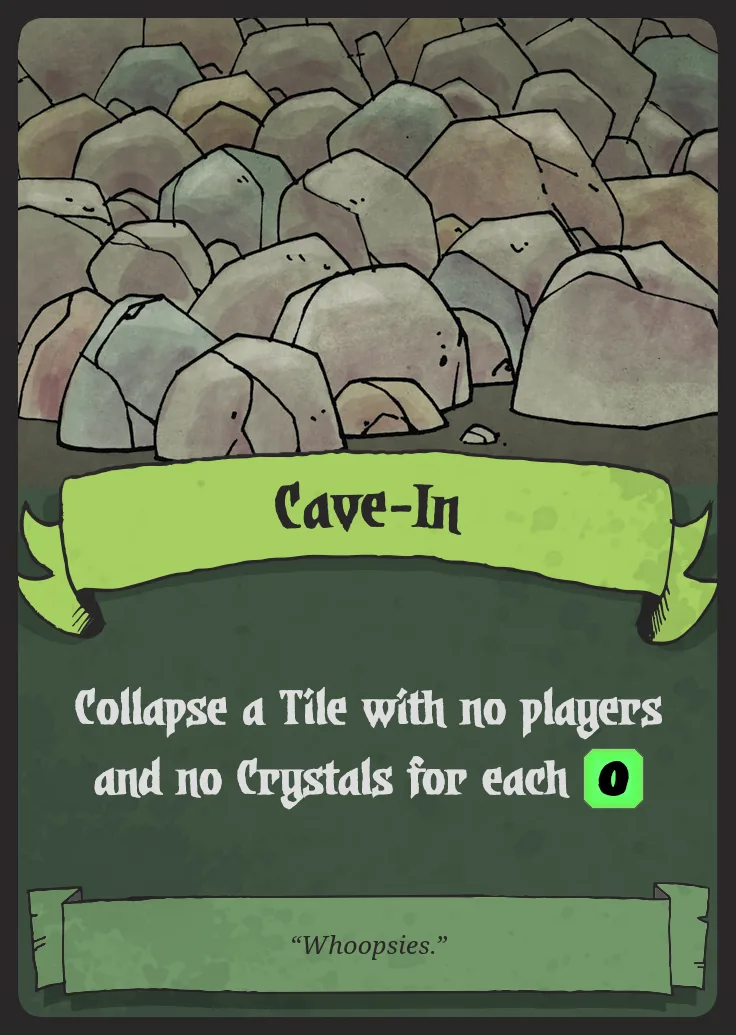 Cave-In
Collapse a Tile with no players
and no Crystals for each 0
“Whoopsies.”